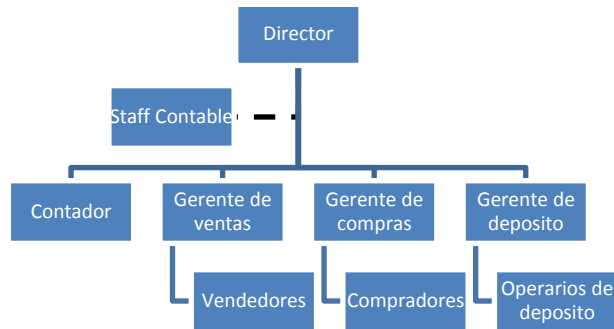 Director
Staff Contable
Contador
Gerente de
ventas
Gerente de
compras
Gerente de
deposito
Vendedores
Compradores
Operarios de
deposito